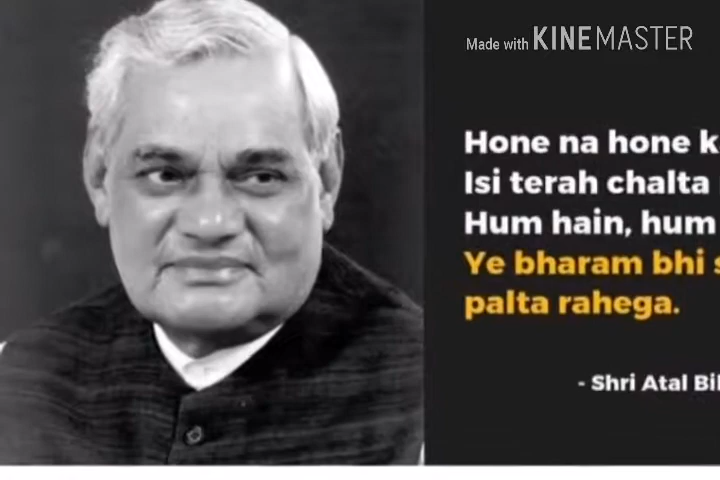 Made with KINEMASTER
Hone na hone k
Isi terah chalta
Hum hain, hum
Ye bharam bhi s
palta rahega.
- Shri Atal Bi